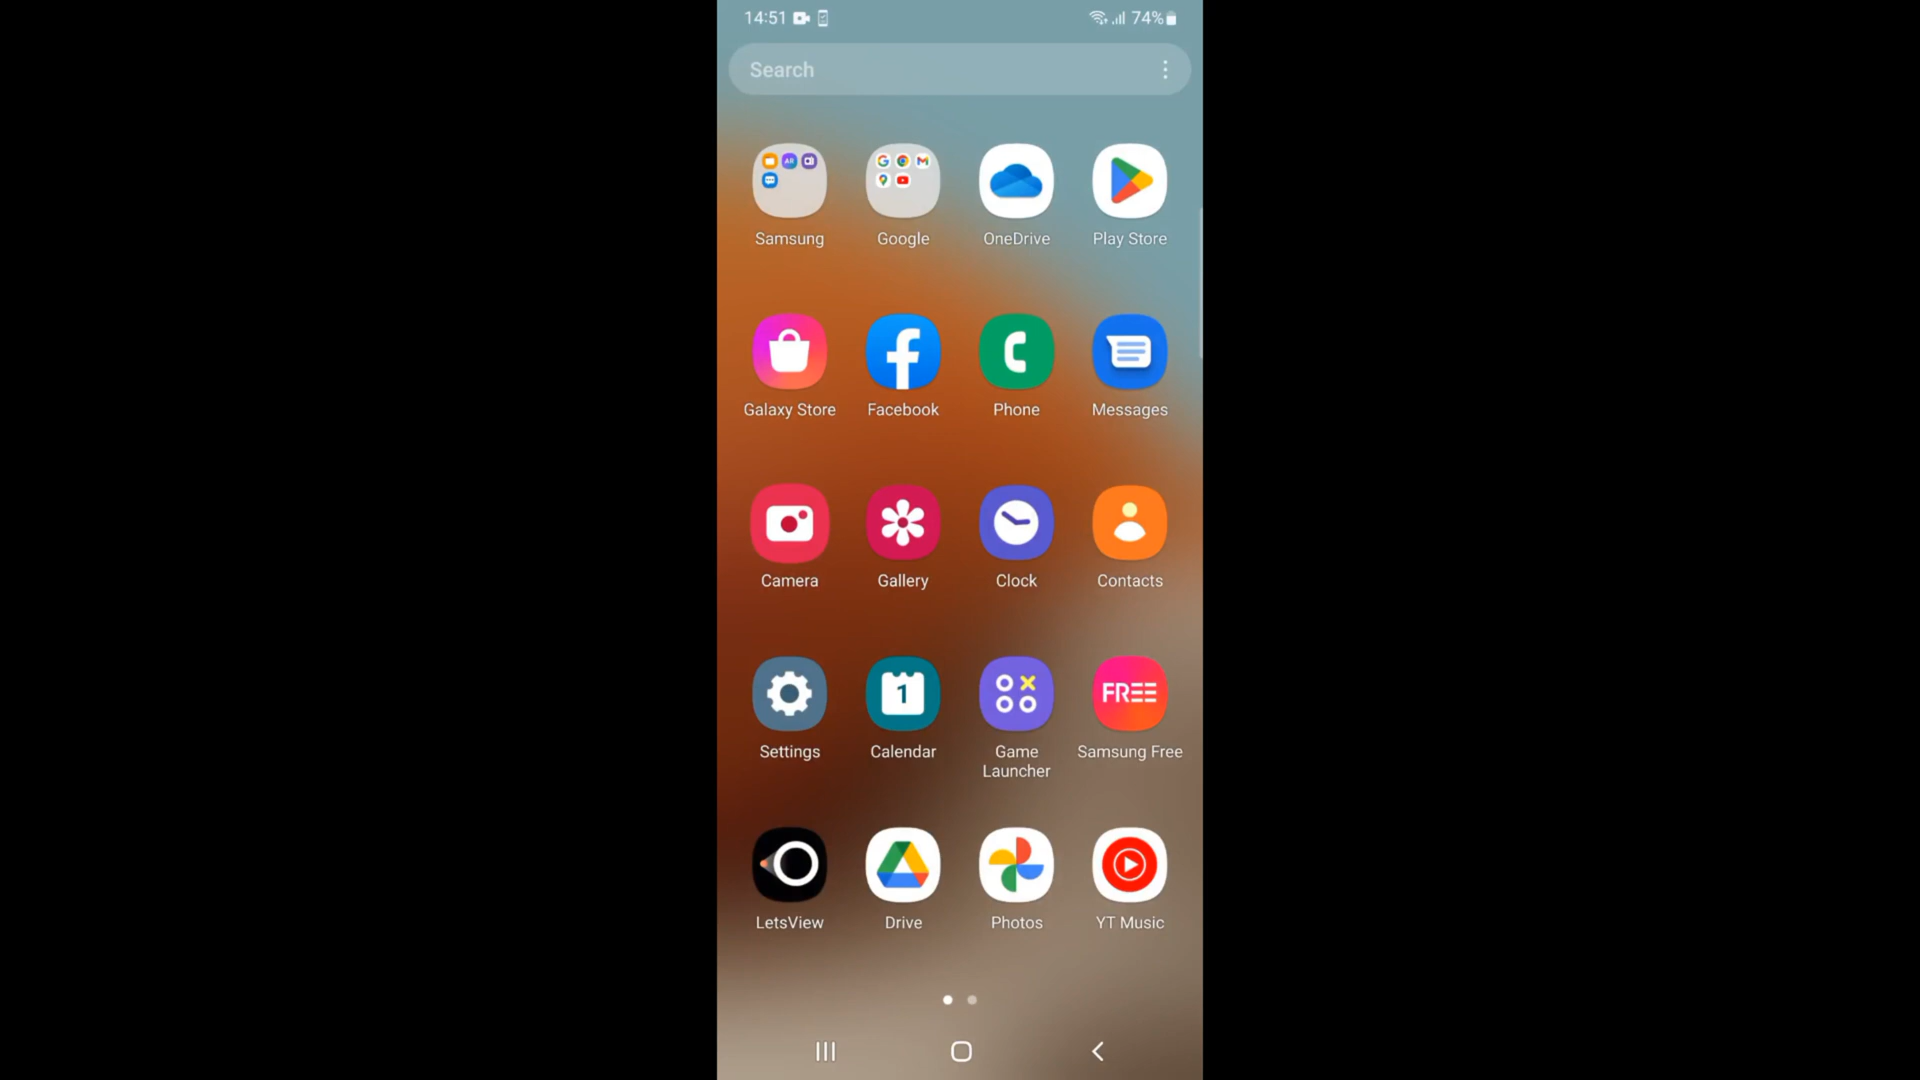 14:51 74%
Search
Samsung Google OneDrive Play Store
Galaxy Store Facebook Phone Messages
Camera Gallery Clock Contacts
1
FREE
Settings Calendar Game Launcher Samsung Free
LetsView Drive Photos YT Music